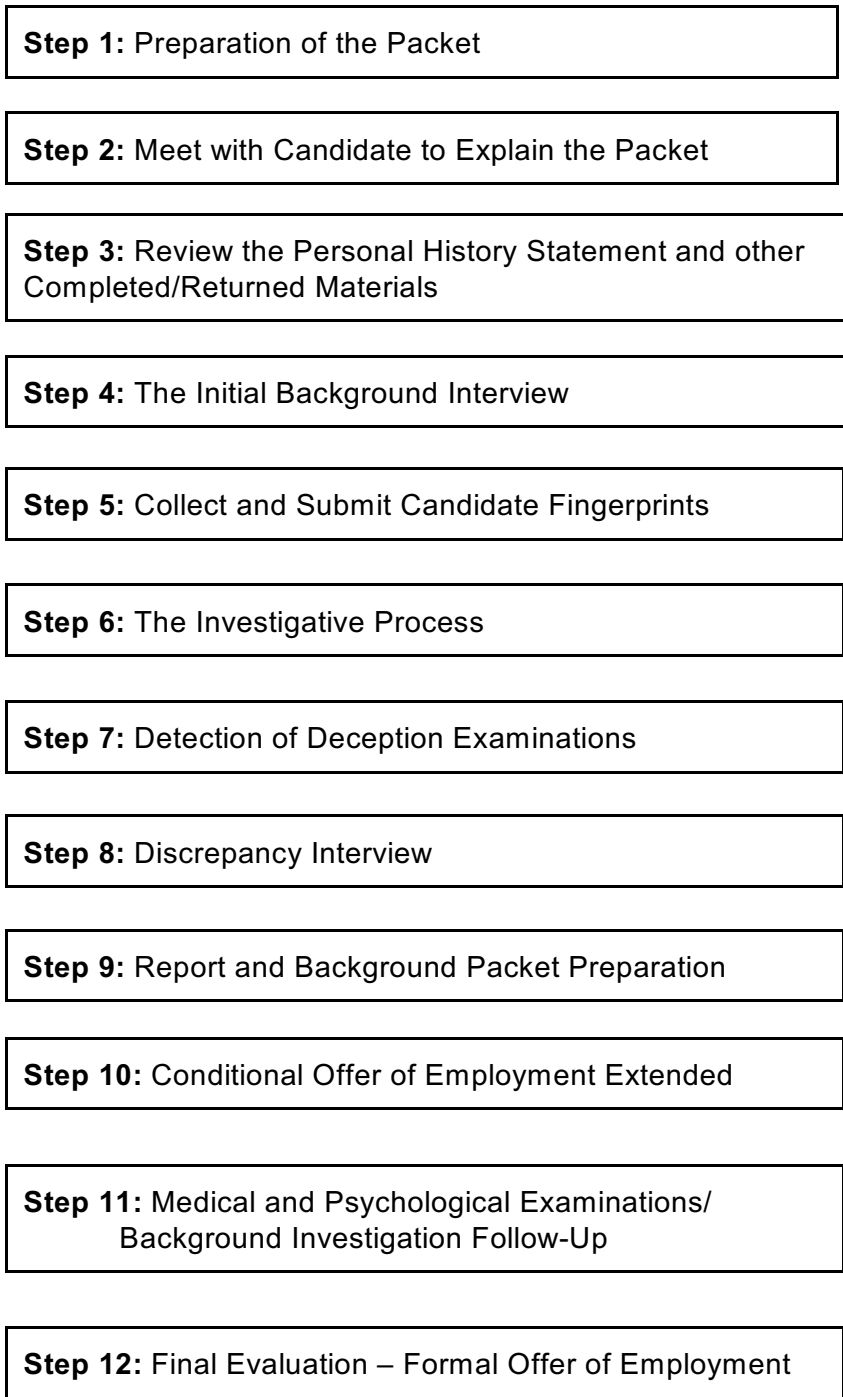 Step 1: Preparation of the Packet
Step 2: Meet with Candidate to Explain the Packet
Step 3: Review the Personal History Statement and other
Completed/Returned Materials
Step 4: The Initial Background Interview
Step 5: Collect and Submit Candidate Fingerprints
Step 6: The Investigative Process
Step 7: Detection of Deception Examinations
Step 8: Discrepancy Interview
Step 9: Report and Background Packet Preparation
Step 10: Conditional Offer of Employment Extended
Step 11: Medical and Psychological Examinations/
Background Investigation Follow-Up
Step 12: Final Evaluation – Formal Offer of Employment